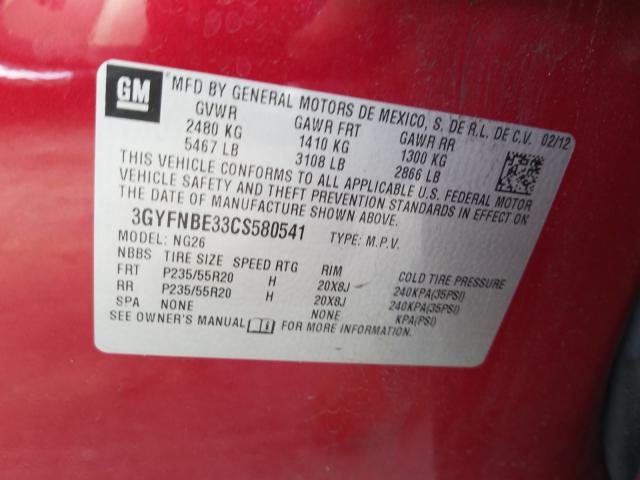 GM
MFD BY GENERAL MOTORS DE MEXICO, S. DE R.L. DE C.V. 02/12
GVWR GAWR FRT GAWR RR
2480 KG 1410 KG 1300 KG
5467 LB 3108 LB 2866 LB
THIS VEHICLE CONFORMS TO ALL APPLICABLE U.S. FEDERAL MOTOR
VEHICLE SAFETY AND THEFT PREVENTION STANDARDS IN EFFECT ON
THE DATE OF MANUFACTURE SHOWN ABOVE.
3GYFNBE33CS580541 TYPE: M.P.V.
MODEL: NG26
NBBS TIRE SIZE SPEED RTG RIM COLD TIRE PRESSURE
FRT P235/55R20 H 20X8J 240KPA(35PSI)
RR P235/55R20 H 20X8J 240KPA(35PSI)
SPA NONE NONE KPA(PSI)
SEE OWNER'S MANUAL FOR MORE INFORMATION.